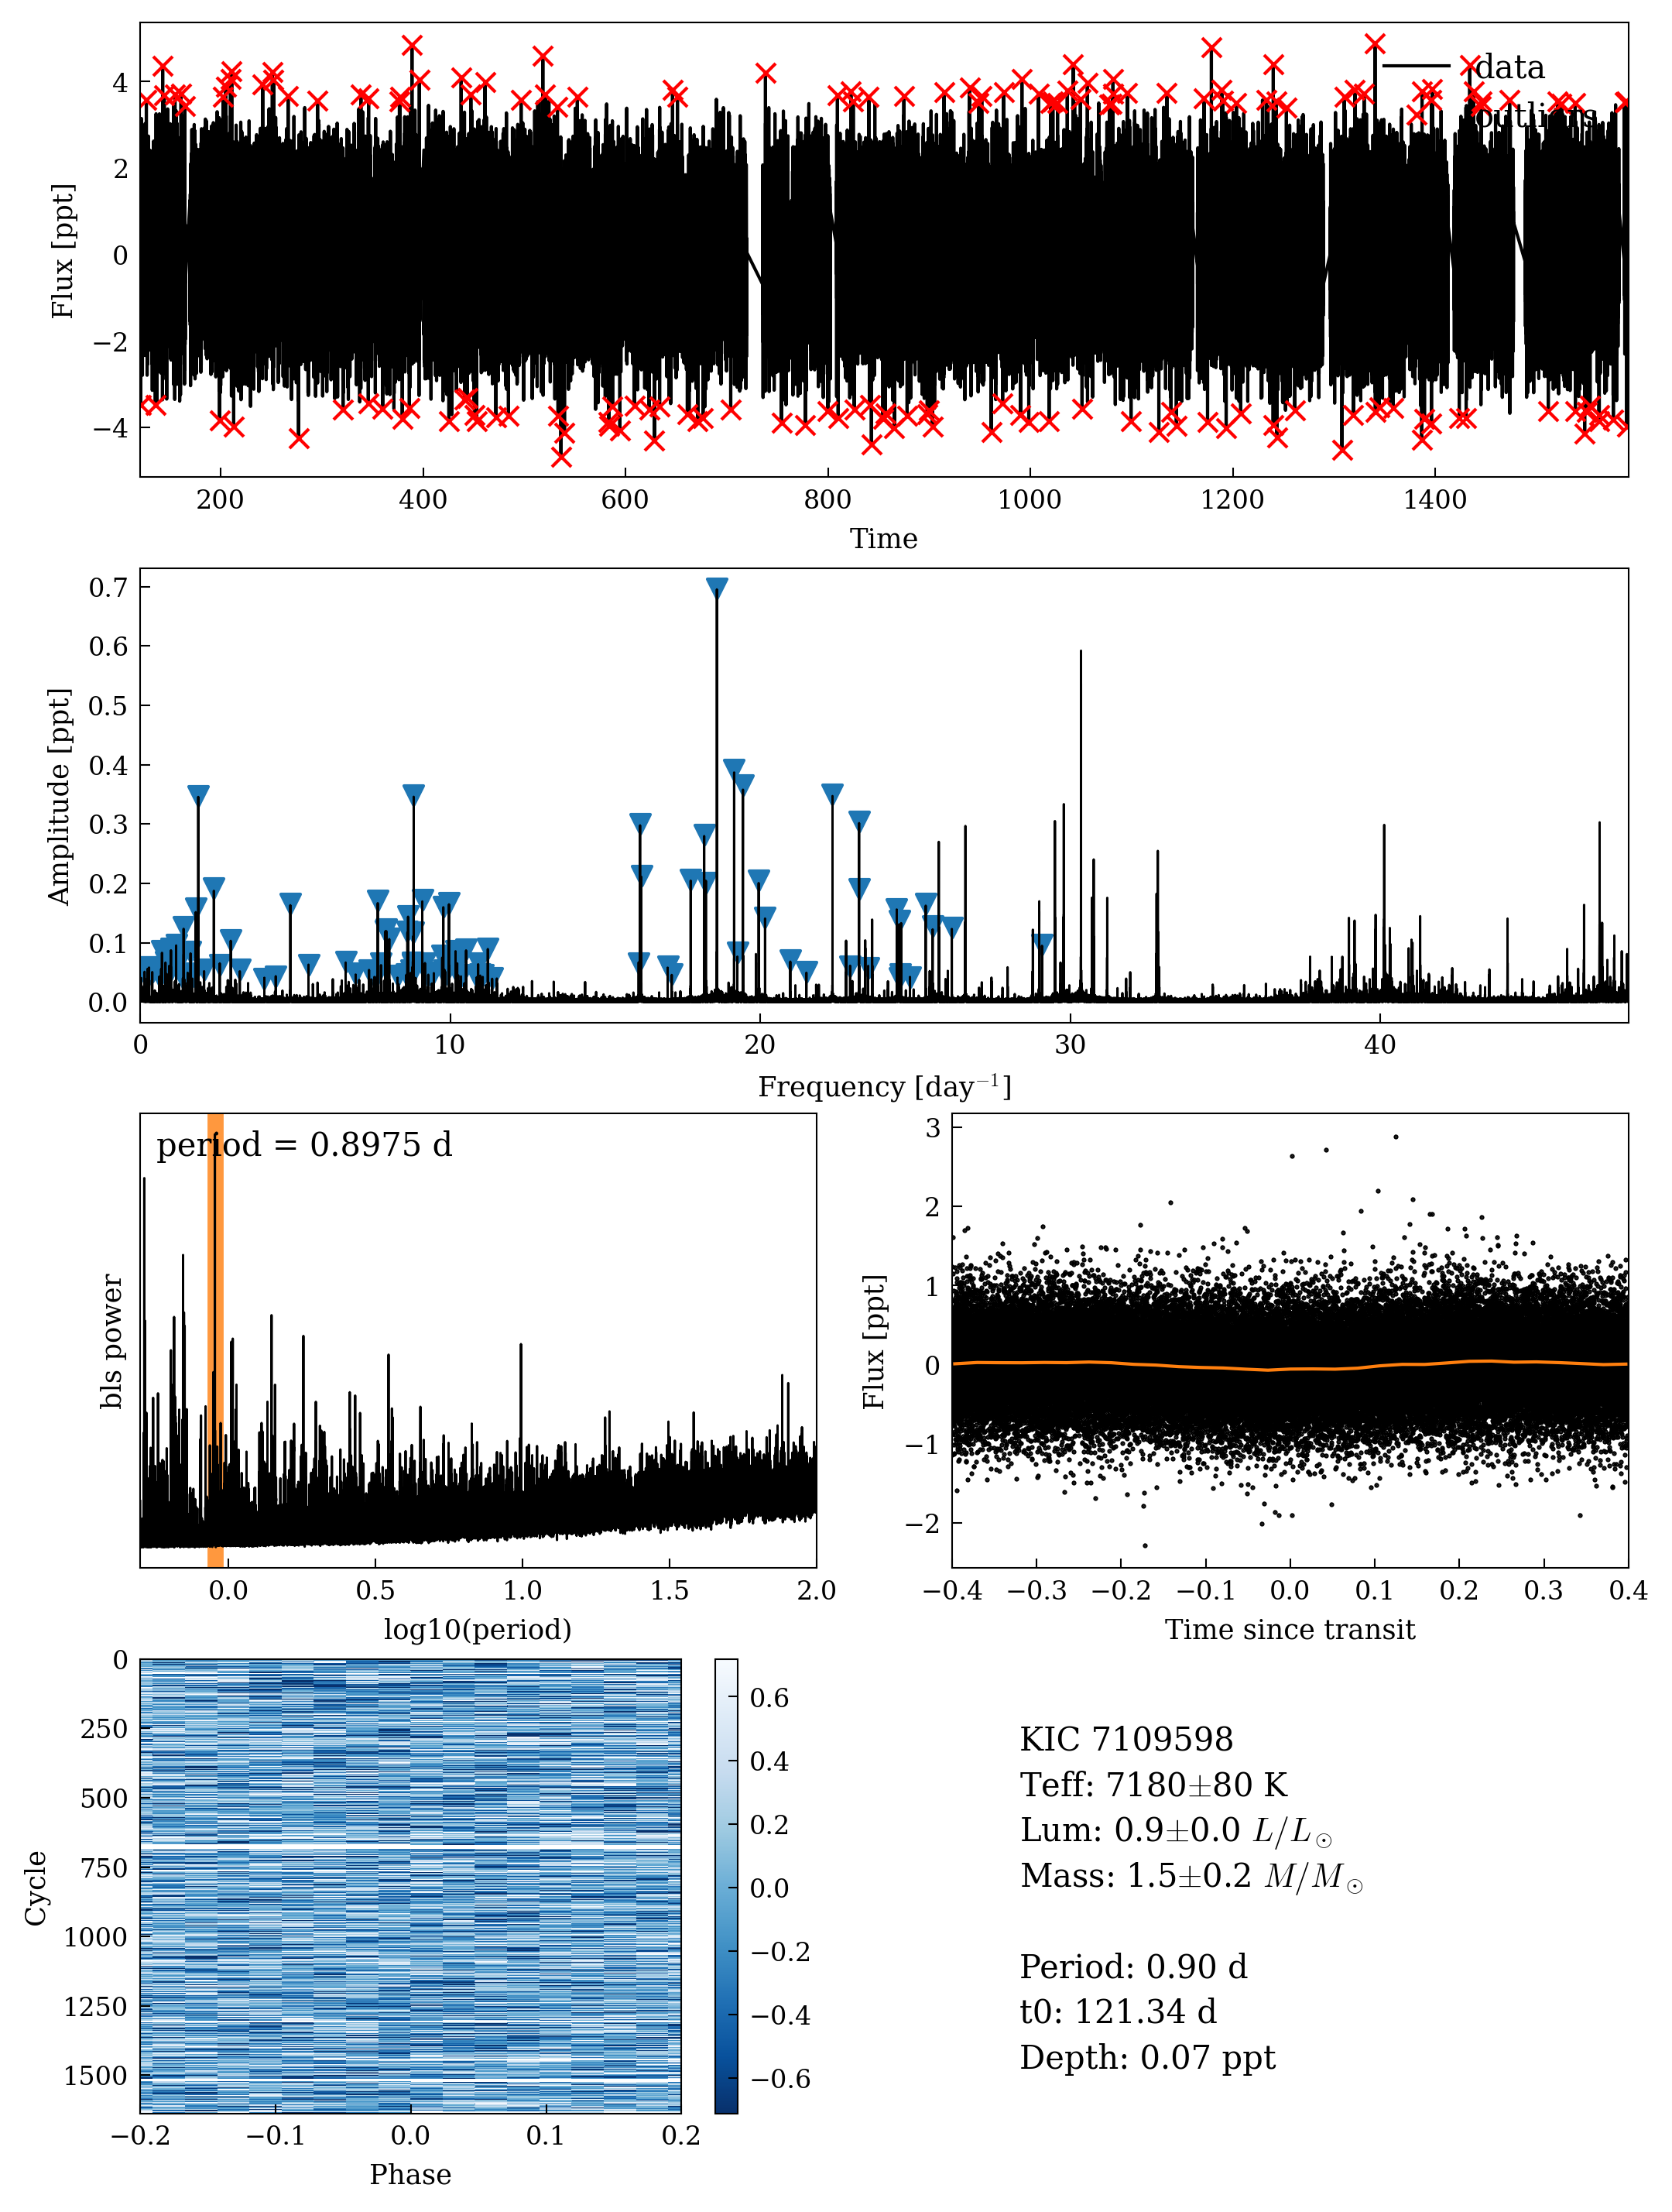 data
outliers
4
2
0
−2
−4
Flux [ppt]
200 400 600 800 1000 1200 1400
Time
0.7
0.6
0.5
0.4
0.3
0.2
0.1
0.0
Amplitude [ppt]
0 10 20 30 40
Frequency [day⁻¹]
period = 0.8975 d
bls power
0.0 0.5 1.0 1.5 2.0
log10(period)
3
2
1
0
−1
−2
Flux [ppt]
−0.4 −0.3 −0.2 −0.1 0.0 0.1 0.2 0.3 0.4
Time since transit
0
250
500
750
1000
1250
1500
Cycle
−0.2 −0.1 0.0 0.1 0.2
Phase
0.6
0.4
0.2
0.0
−0.2
−0.4
−0.6
KIC 7109598
Teff: 7180±80 K
Lum: 0.9±0.0 L/L☉
Mass: 1.5±0.2 M/M☉
Period: 0.90 d
t0: 121.34 d
Depth: 0.07 ppt